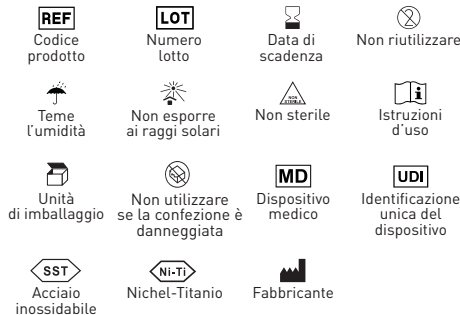 REF
Codice
prodotto
LOT
Numero
lotto
Data di
scadenza
2
Non riutilizzare
Teme
l'umidità
Non esporre
ai raggi solari
NON
STERILE
Non sterile
i
Istruzioni
d'uso
Unità
di imballaggio
Non utilizzare
se la confezione è
danneggiata
MD
Dispositivo
medico
UDI
Identificazione
unica del
dispositivo
SST
Acciaio
inossidabile
Ni-Ti
Nichel-Titanio
Fabbricante